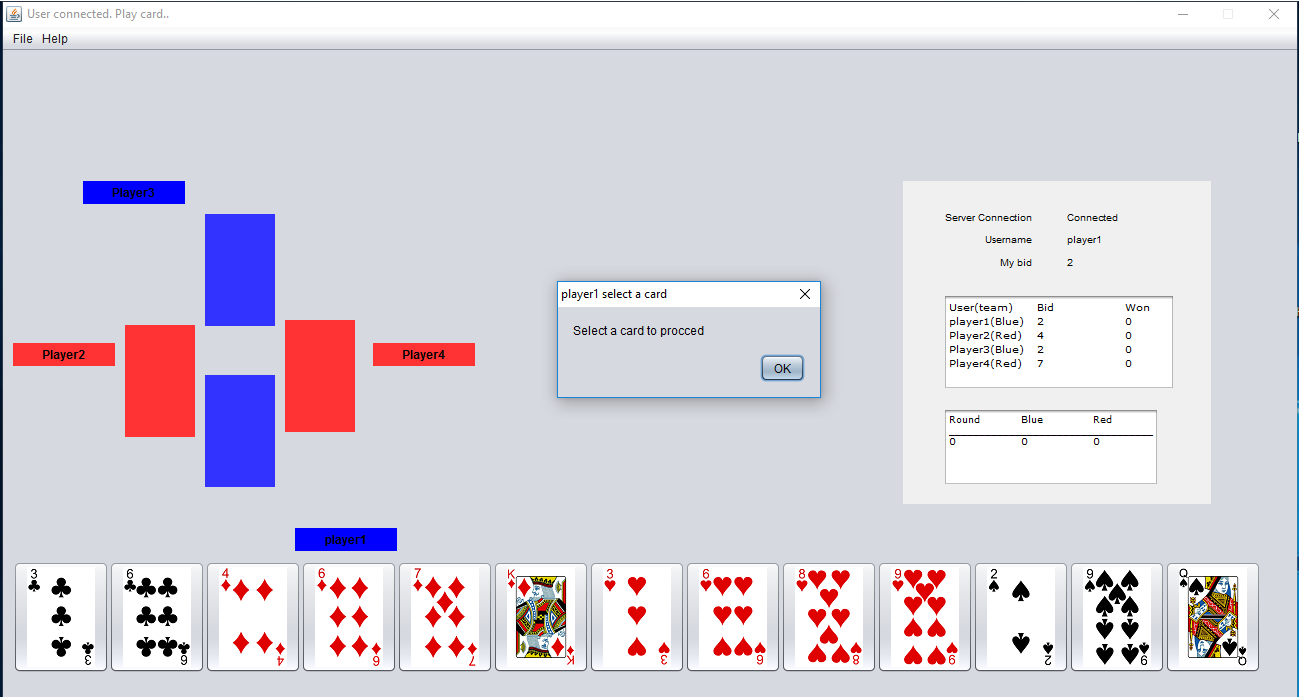 User connected. Play card..
File Help
Player3
Player2
Player4
player1
player1 select a card
Select a card to procced
OK
Server Connection Connected
Username player1
My bid 2
User(team) Bid Won
player1(Blue) 2 0
Player2(Red) 4 0
Player3(Blue) 2 0
Player4(Red) 7 0
Round Blue Red
0 0 0
3 6 4 6 7 K 3 6 8 9 2 9 Q
3 6 4 6 7 K 3 6 8 9 2 9 Q